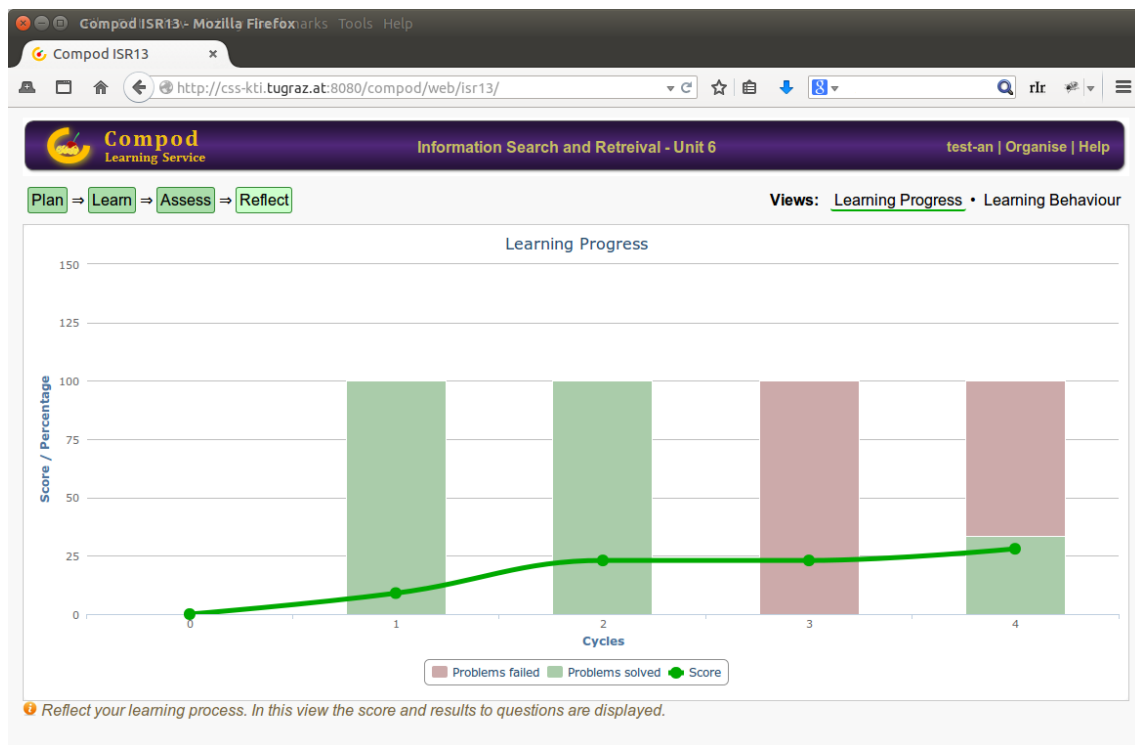 Compod ISR13 - Mozilla Firefox
Tools Help
Compod ISR13 ×
http://css-kti.tugraz.at:8080/compod/web/isr13/
8
rIr
Compod
Learning Service
Information Search and Retreival - Unit 6
test-an | Organise | Help
Plan ⇒ Learn ⇒ Assess ⇒ Reflect
Views: Learning Progress • Learning Behaviour
Learning Progress
150
125
100
75
50
25
0
Score / Percentage
0 1 2 3 4
Cycles
Problems failed Problems solved Score
Reflect your learning process. In this view the score and results to questions are displayed.